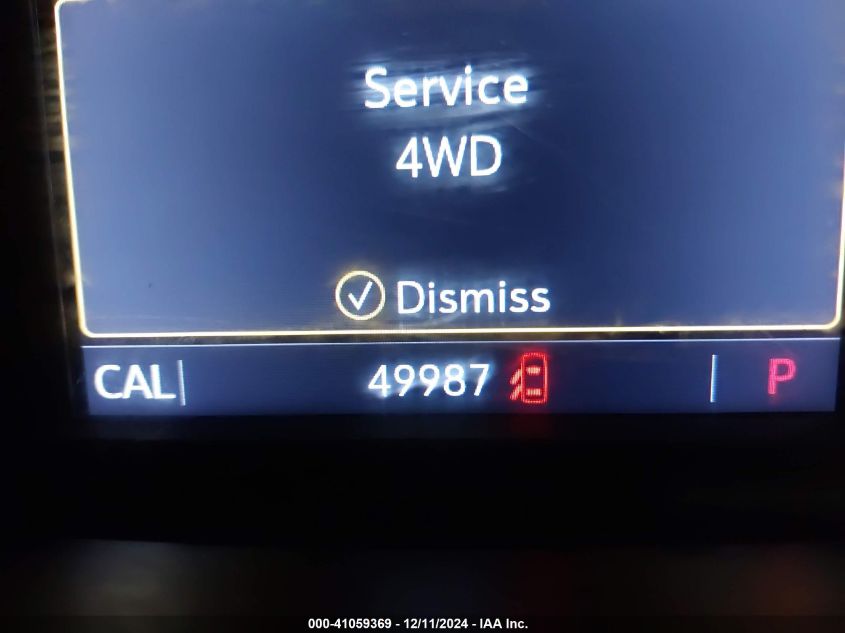 Service
4WD
Dismiss
CAL 49987 P
000-41059369 - 12/11/2024 - IAA Inc.